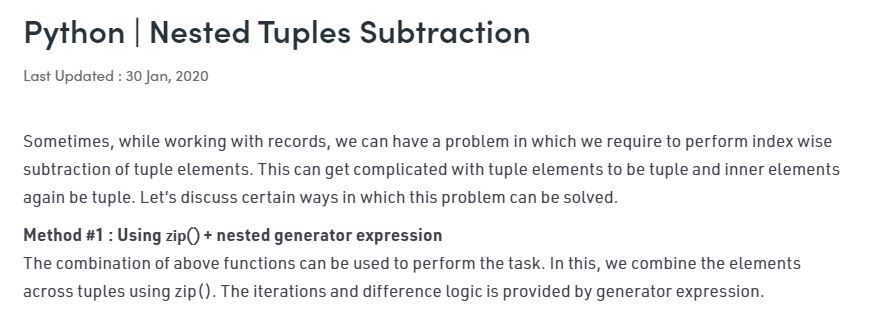 Python | Nested Tuples Subtraction
Last Updated : 30 Jan, 2020
Sometimes, while working with records, we can have a problem in which we require to perform index wise
subtraction of tuple elements. This can get complicated with tuple elements to be tuple and inner elements
again be tuple. Let’s discuss certain ways in which this problem can be solved.
Method #1 : Using zip() + nested generator expression
The combination of above functions can be used to perform the task. In this, we combine the elements
across tuples using zip(). The iterations and difference logic is provided by generator expression.